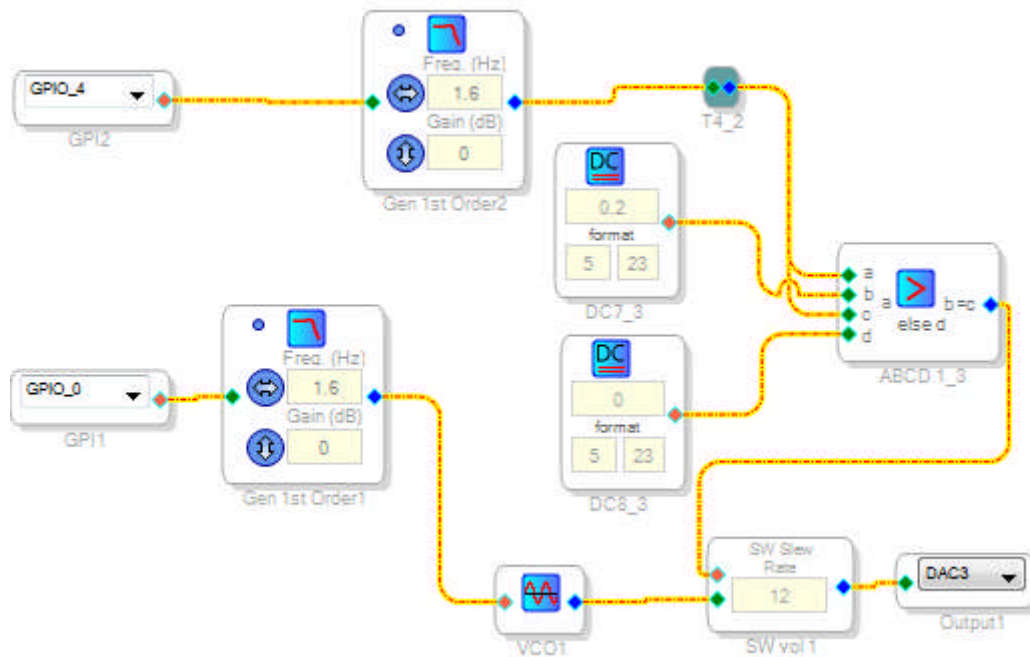 Freq. (Hz)
GPIO_4
1.6
GPI2
Gain (dB)
T4_2
0
DC
Gen 1st Order2
0.2
format
5 23
a
b
c
d
a > b =c
else d
DC7_3
ABCD 1_3
DC
Freq. (Hz)
GPIO_0
1.6
0
GPI1
Gain (dB)
format
0
5 23
Gen 1st Order1
DC8_3
SW Slew
Rate
12
DAC3
VCO1
SW vol 1
Output1